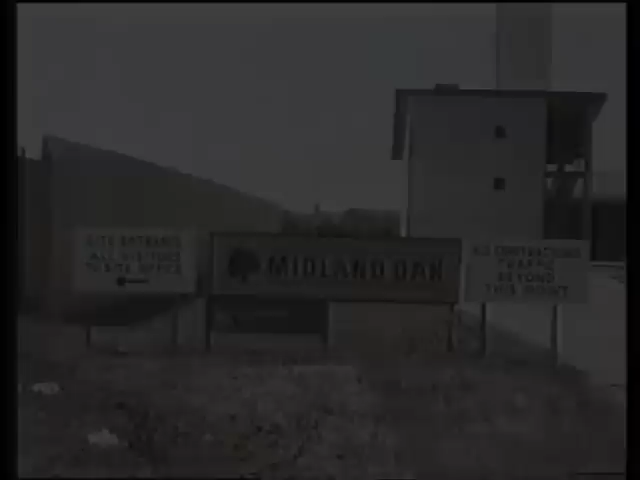 SITE ENTRANCE
ALL VISITORS
TO SITE OFFICE
MIDLAND OAK
NO CONTRACTORS
TRAFFIC
BEYOND
THIS POINT